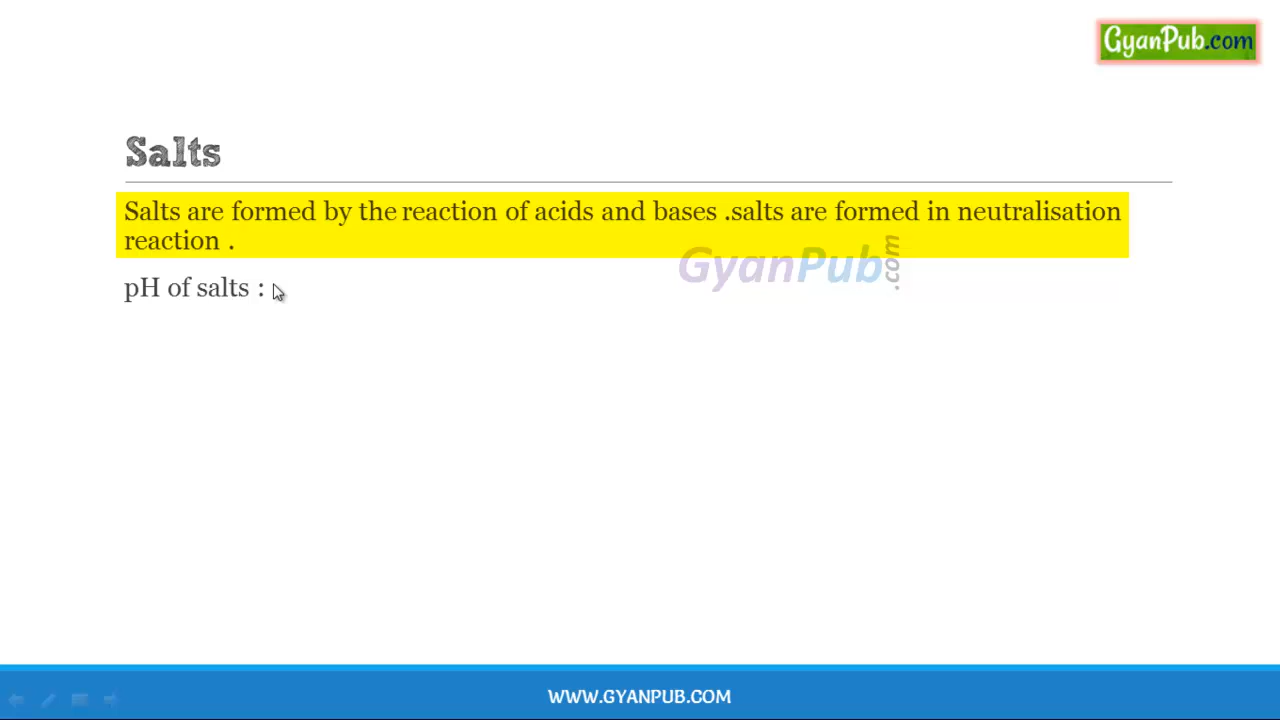 GyanPub.com
Salts
Salts are formed by the reaction of acids and bases .salts are formed in neutralisation
reaction .
GyanPub.com
pH of salts :
WWW.GYANPUB.COM